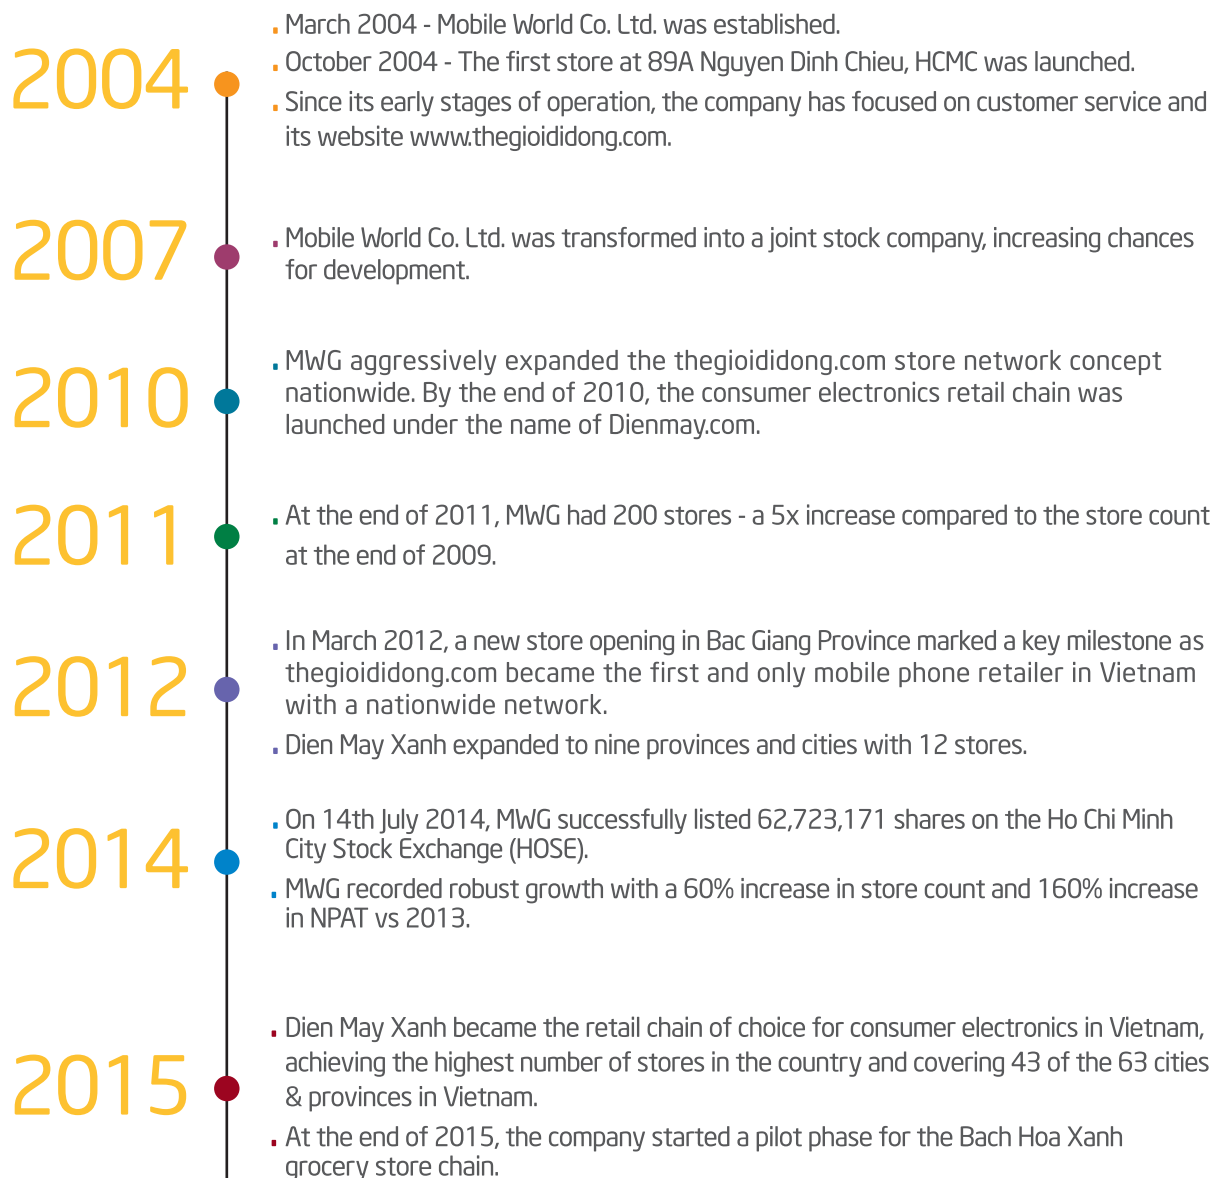 2004
March 2004 - Mobile World Co. Ltd. was established.
October 2004 - The first store at 89A Nguyen Dinh Chieu, HCMC was launched.
Since its early stages of operation, the company has focused on customer service and
its website www.thegioididong.com.
2007
Mobile World Co. Ltd. was transformed into a joint stock company, increasing chances
for development.
2010
MWG aggressively expanded the thegioididong.com store network concept
nationwide. By the end of 2010, the consumer electronics retail chain was
launched under the name of Dienmay.com.
2011
At the end of 2011, MWG had 200 stores - a 5x increase compared to the store count
at the end of 2009.
2012
In March 2012, a new store opening in Bac Giang Province marked a key milestone as
thegioididong.com became the first and only mobile phone retailer in Vietnam
with a nationwide network.
Dien May Xanh expanded to nine provinces and cities with 12 stores.
2014
On 14th July 2014, MWG successfully listed 62,723,171 shares on the Ho Chi Minh
City Stock Exchange (HOSE).
MWG recorded robust growth with a 60% increase in store count and 160% increase
in NPAT vs 2013.
2015
Dien May Xanh became the retail chain of choice for consumer electronics in Vietnam,
achieving the highest number of stores in the country and covering 43 of the 63 cities
& provinces in Vietnam.
At the end of 2015, the company started a pilot phase for the Bach Hoa Xanh
grocery store chain.